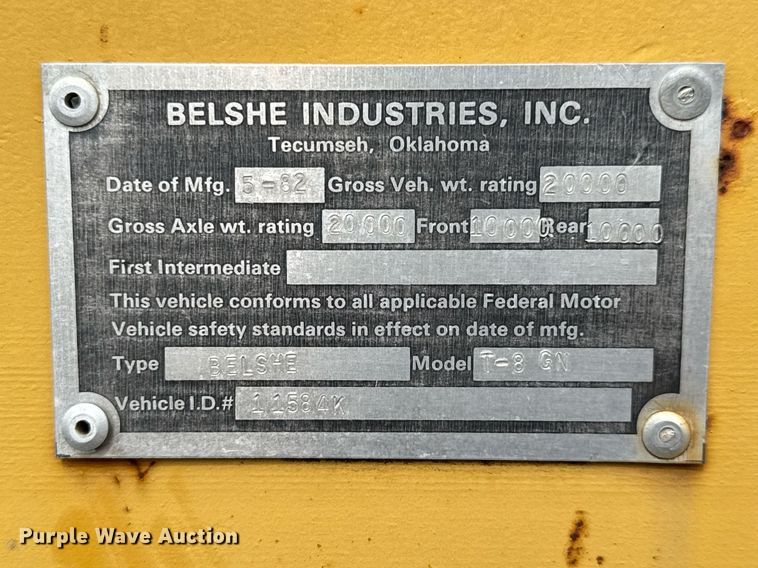 BELSHE INDUSTRIES, INC.
Tecumseh, Oklahoma
Date of Mfg. 5-82 Gross Veh. wt. rating 20000
Gross Axle wt. rating 20000 Front 10000 Rear 10000
First Intermediate
This vehicle conforms to all applicable Federal Motor
Vehicle safety standards in effect on date of mfg.
Type BELSHE Model T-8 GN
Vehicle I.D.# 11584K
Purple Wave Auction